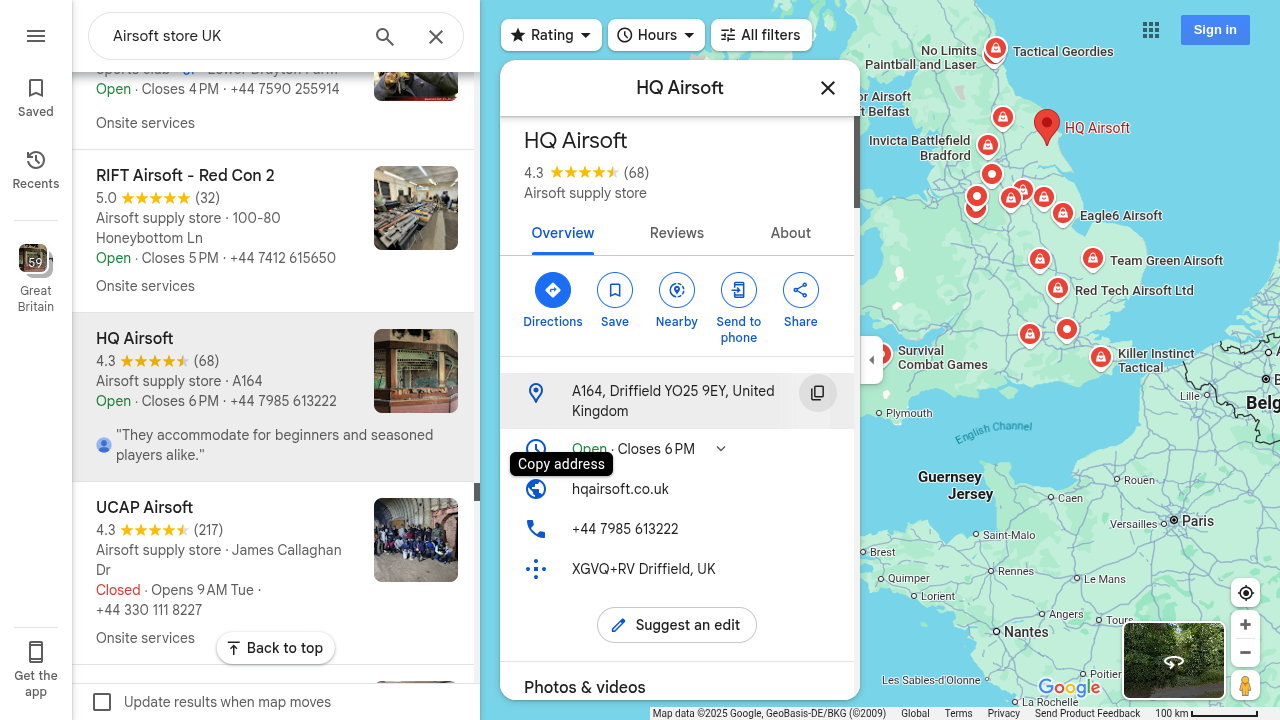 Airsoft store UK
Saved
Recents
59
Great
Britain
Get the
app
Open · Closes 4 PM · +44 7590 255914
Onsite services
RIFT Airsoft - Red Con 2
5.0 (32)
Airsoft supply store · 100-80
Honeybottom Ln
Open · Closes 5 PM · +44 7412 615650
Onsite services
HQ Airsoft
4.3 (68)
Airsoft supply store · A164
Open · Closes 6 PM · +44 7985 613222
"They accommodate for beginners and seasoned
players alike."
UCAP Airsoft
4.3 (217)
Airsoft supply store · James Callaghan
Dr
Closed · Opens 9 AM Tue ·
+44 330 111 8227
Onsite services
Back to top
Update results when map moves
Rating
Hours
All filters
HQ Airsoft
HQ Airsoft
4.3 (68)
Airsoft supply store
Overview
Reviews
About
Directions
Save
Nearby
Send to
phone
Share
A164, Driffield YO25 9EY, United
Kingdom
Open · Closes 6 PM
Copy address
hqairsoft.co.uk
+44 7985 613222
XGVQ+RV Driffield, UK
Suggest an edit
Photos & videos
Sign in
No Limits
Paintball and Laser
Tactical Geordies
or Airsoft
t Belfast
HQ Airsoft
Invicta Battlefield
Bradford
Eagle6 Airsoft
Team Green Airsoft
Red Tech Airsoft Ltd
Survival
Combat Games
Killer Instinct
Tactical
Plymouth
Lille
Belg
English Channel
Guernsey
Jersey
Rouen
Caen
Versailles
Paris
Saint-Malo
Brest
Rennes
Quimper
Le Mans
Lorient
Angers
Tours
Nantes
Poitier
Les Sables-d'Olonne
La Rochelle
Google
Map data ©2025 Google, GeoBasis-DE/BKG (©2009)
Global
Terms
Privacy
Send Product Feedback
100 km